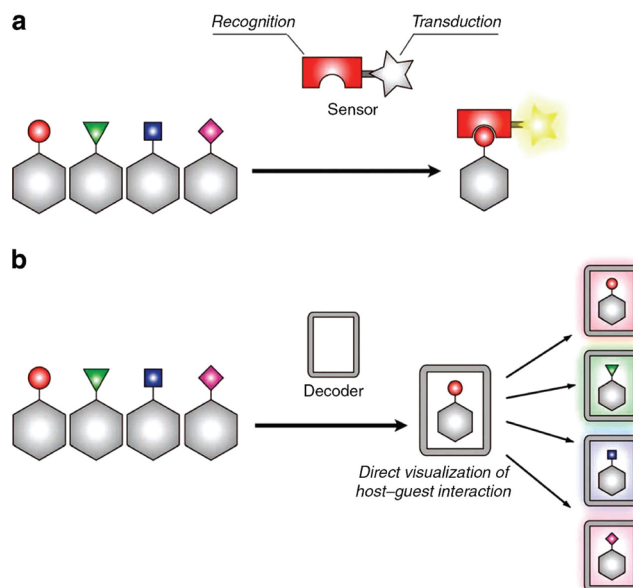 a
Recognition
Transduction
Sensor
b
Decoder
Direct visualization of
host–guest interaction